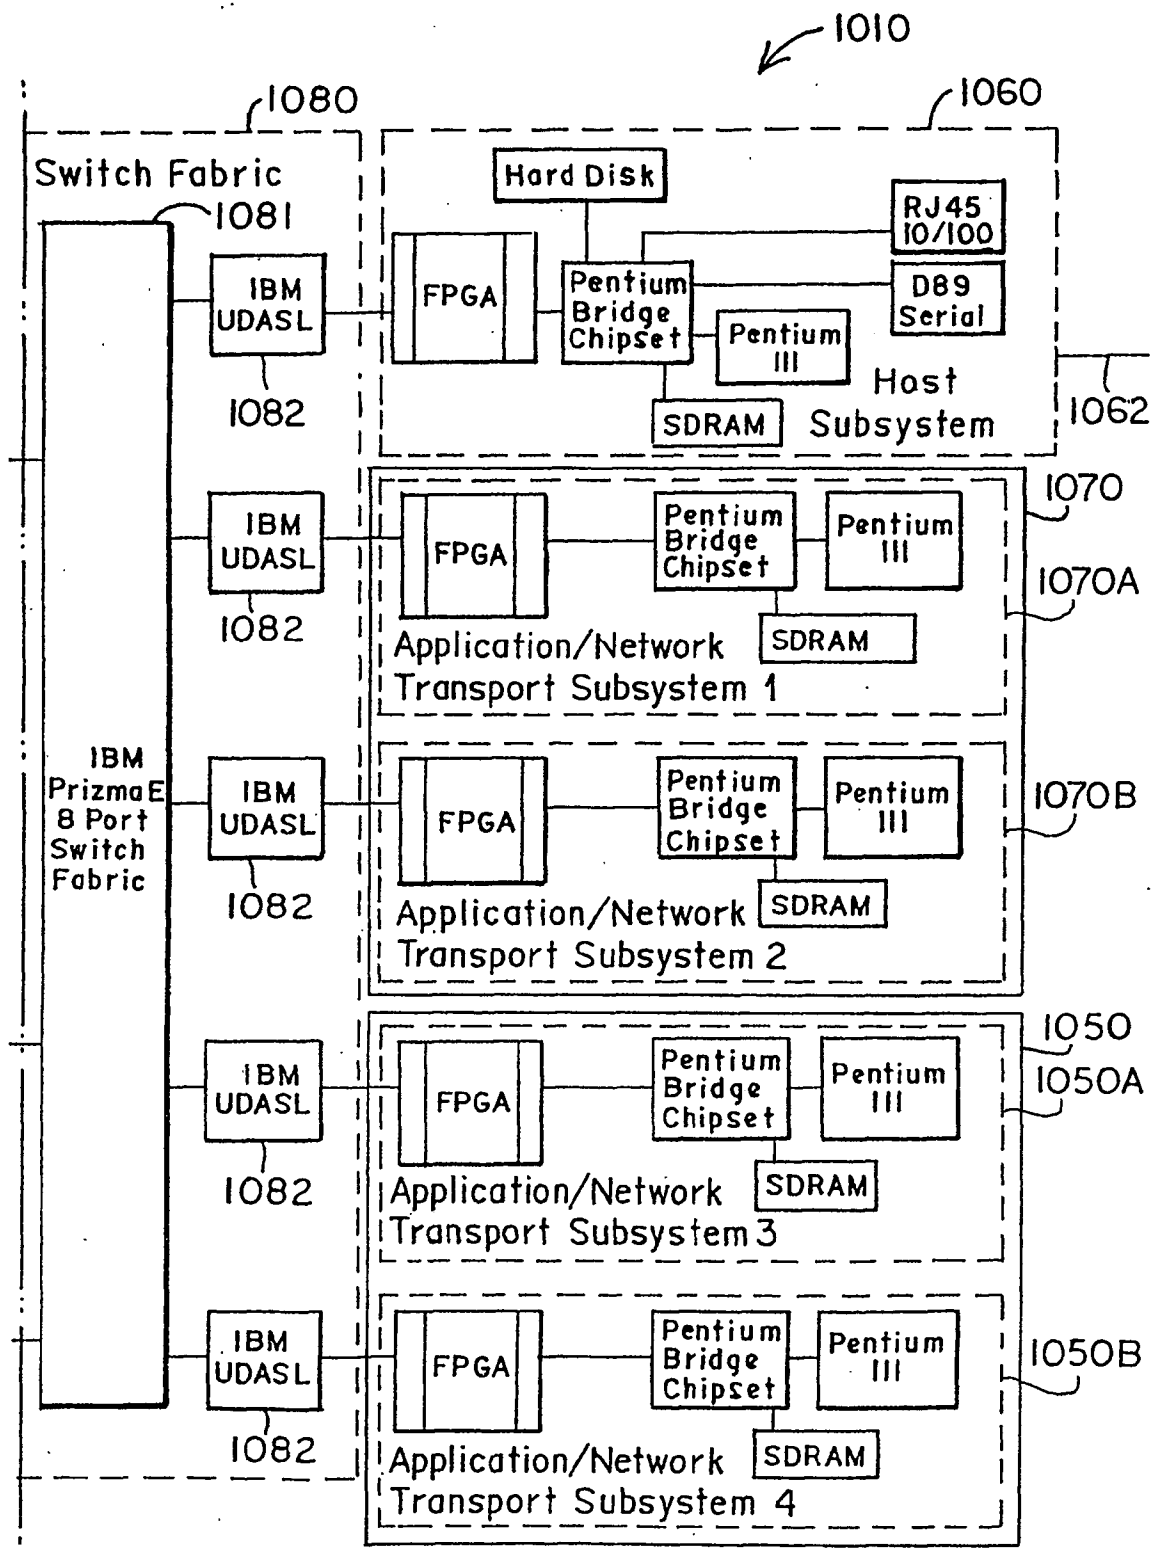 1010
1080
1060
Switch Fabric
1081
Hard Disk
RJ45
10/100
IBM
UDASL
FPGA
Pentium
Bridge
Chipset
D89
Serial
Pentium
III
1082
SDRAM
Host
Subsystem
1062
1070
IBM
UDASL
FPGA
Pentium
Bridge
Chipset
Pentium
III
1070A
1082
SDRAM
Application/Network
Transport Subsystem 1
IBM
PrizmaE
8 Port
Switch
Fabric
IBM
UDASL
FPGA
Pentium
Bridge
Chipset
Pentium
III
1070B
1082
SDRAM
Application/Network
Transport Subsystem 2
1050
IBM
UDASL
FPGA
Pentium
Bridge
Chipset
Pentium
III
1050A
1082
SDRAM
Application/Network
Transport Subsystem 3
IBM
UDASL
FPGA
Pentium
Bridge
Chipset
Pentium
III
1050B
1082
SDRAM
Application/Network
Transport Subsystem 4